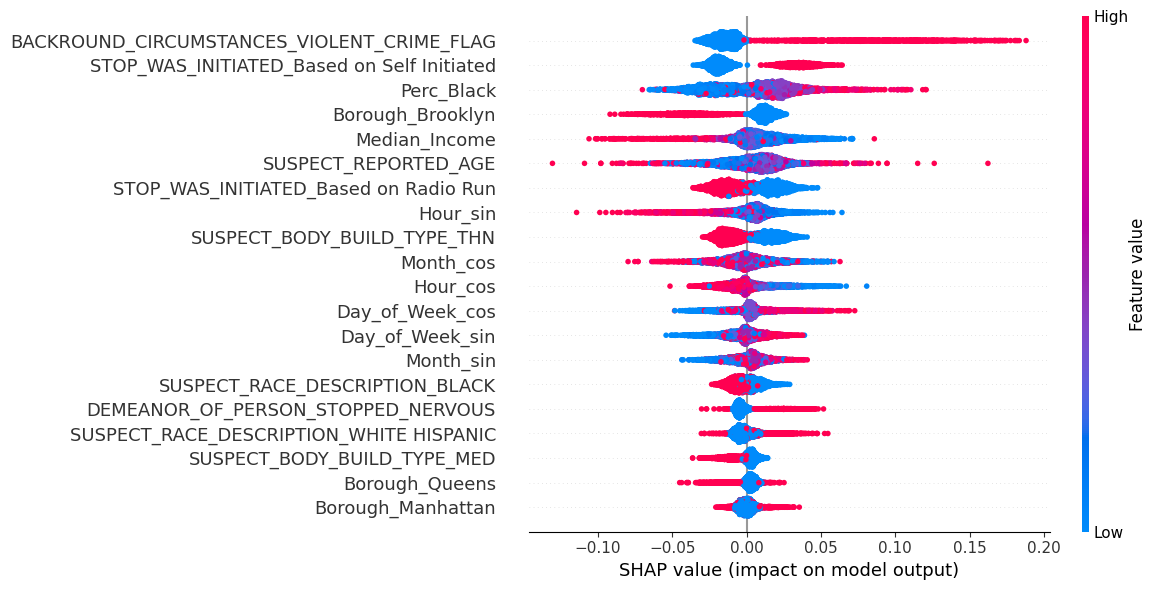 BACKROUND_CIRCUMSTANCES_VIOLENT_CRIME_FLAG
STOP_WAS_INITIATED_Based on Self Initiated
Perc_Black
Borough_Brooklyn
Median_Income
SUSPECT_REPORTED_AGE
STOP_WAS_INITIATED_Based on Radio Run
Hour_sin
SUSPECT_BODY_BUILD_TYPE_THN
Month_cos
Hour_cos
Day_of_Week_cos
Day_of_Week_sin
Month_sin
SUSPECT_RACE_DESCRIPTION_BLACK
DEMEANOR_OF_PERSON_STOPPED_NERVOUS
SUSPECT_RACE_DESCRIPTION_WHITE HISPANIC
SUSPECT_BODY_BUILD_TYPE_MED
Borough_Queens
Borough_Manhattan
−0.10 −0.05 0.00 0.05 0.10 0.15 0.20
SHAP value (impact on model output)
High
Feature value
Low